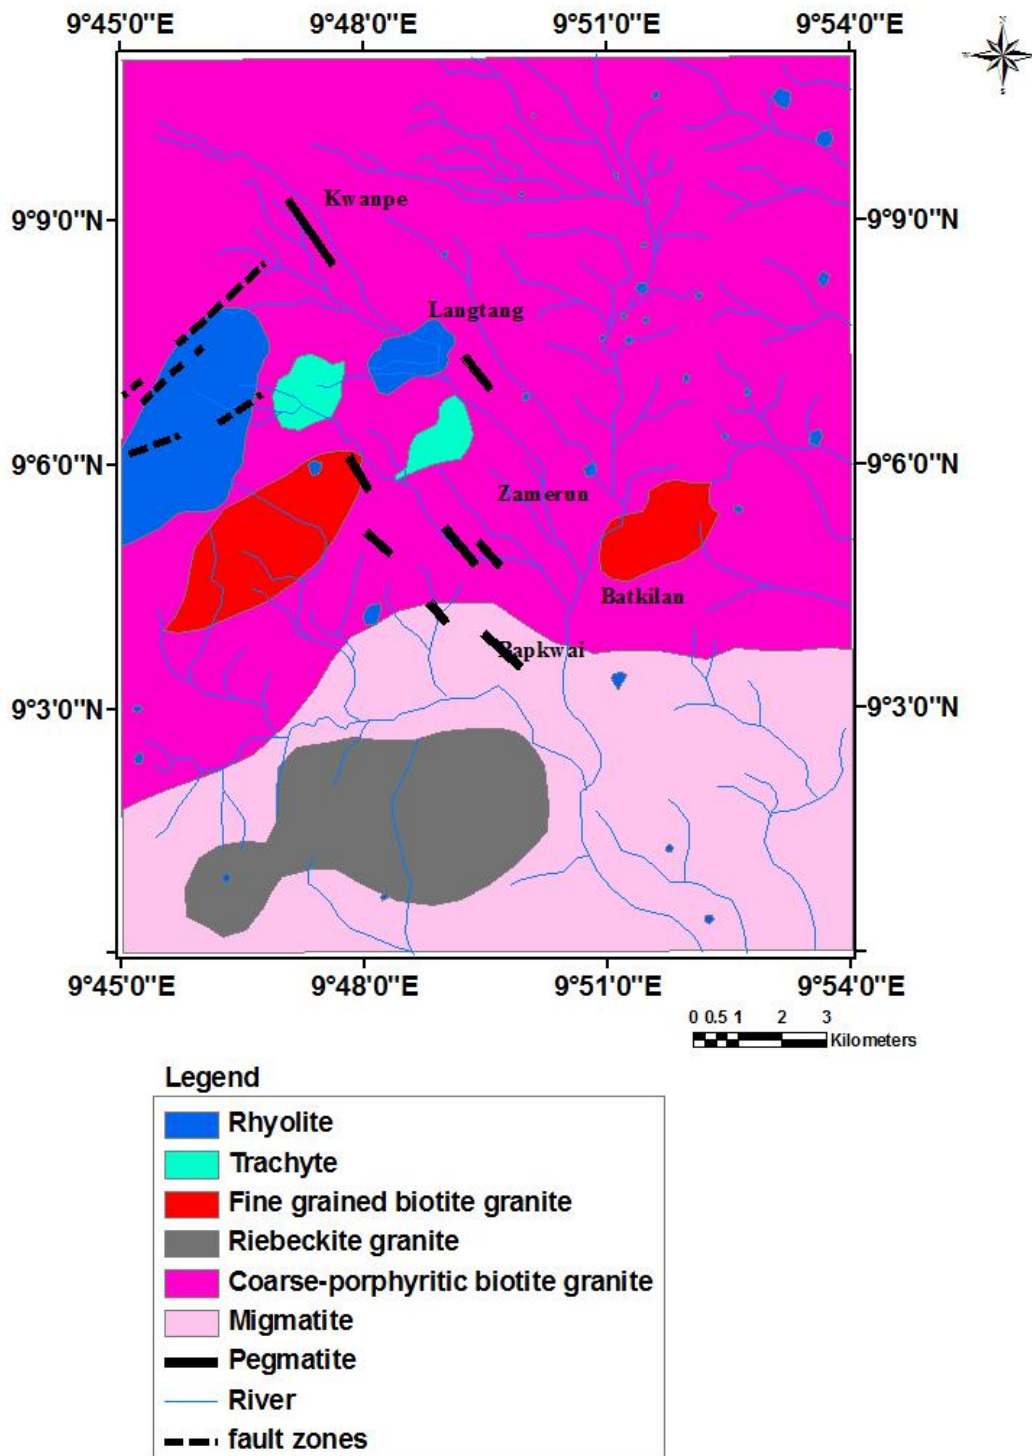 9°45'0"E 9°48'0"E 9°51'0"E 9°54'0"E
Kwanpe
9°9'0"N 9°9'0"N
Langtang
9°6'0"N 9°6'0"N
Zamerun
Batkilan
Bapkwai
9°3'0"N 9°3'0"N
9°45'0"E 9°48'0"E 9°51'0"E 9°54'0"E
0 0.5 1 2 3
Kilometers
Legend
Rhyolite
Trachyte
Fine grained biotite granite
Riebeckite granite
Coarse-porphyritic biotite granite
Migmatite
Pegmatite
River
fault zones